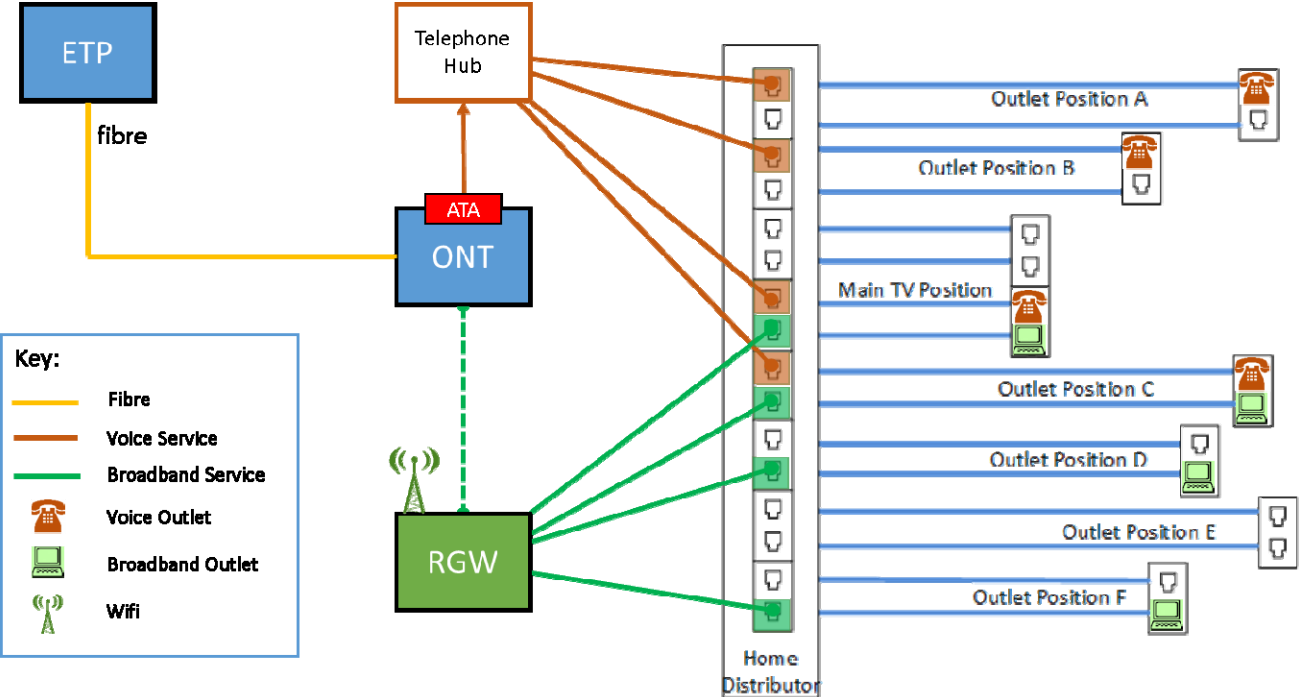 ETP
Telephone
Hub
fibre
ATA
ONT
RGW
Outlet Position A
Outlet Position B
Main TV Position
Outlet Position C
Outlet Position D
Outlet Position E
Outlet Position F
Home
Distributor
Key:
Fibre
Voice Service
Broadband Service
Voice Outlet
Broadband Outlet
Wifi